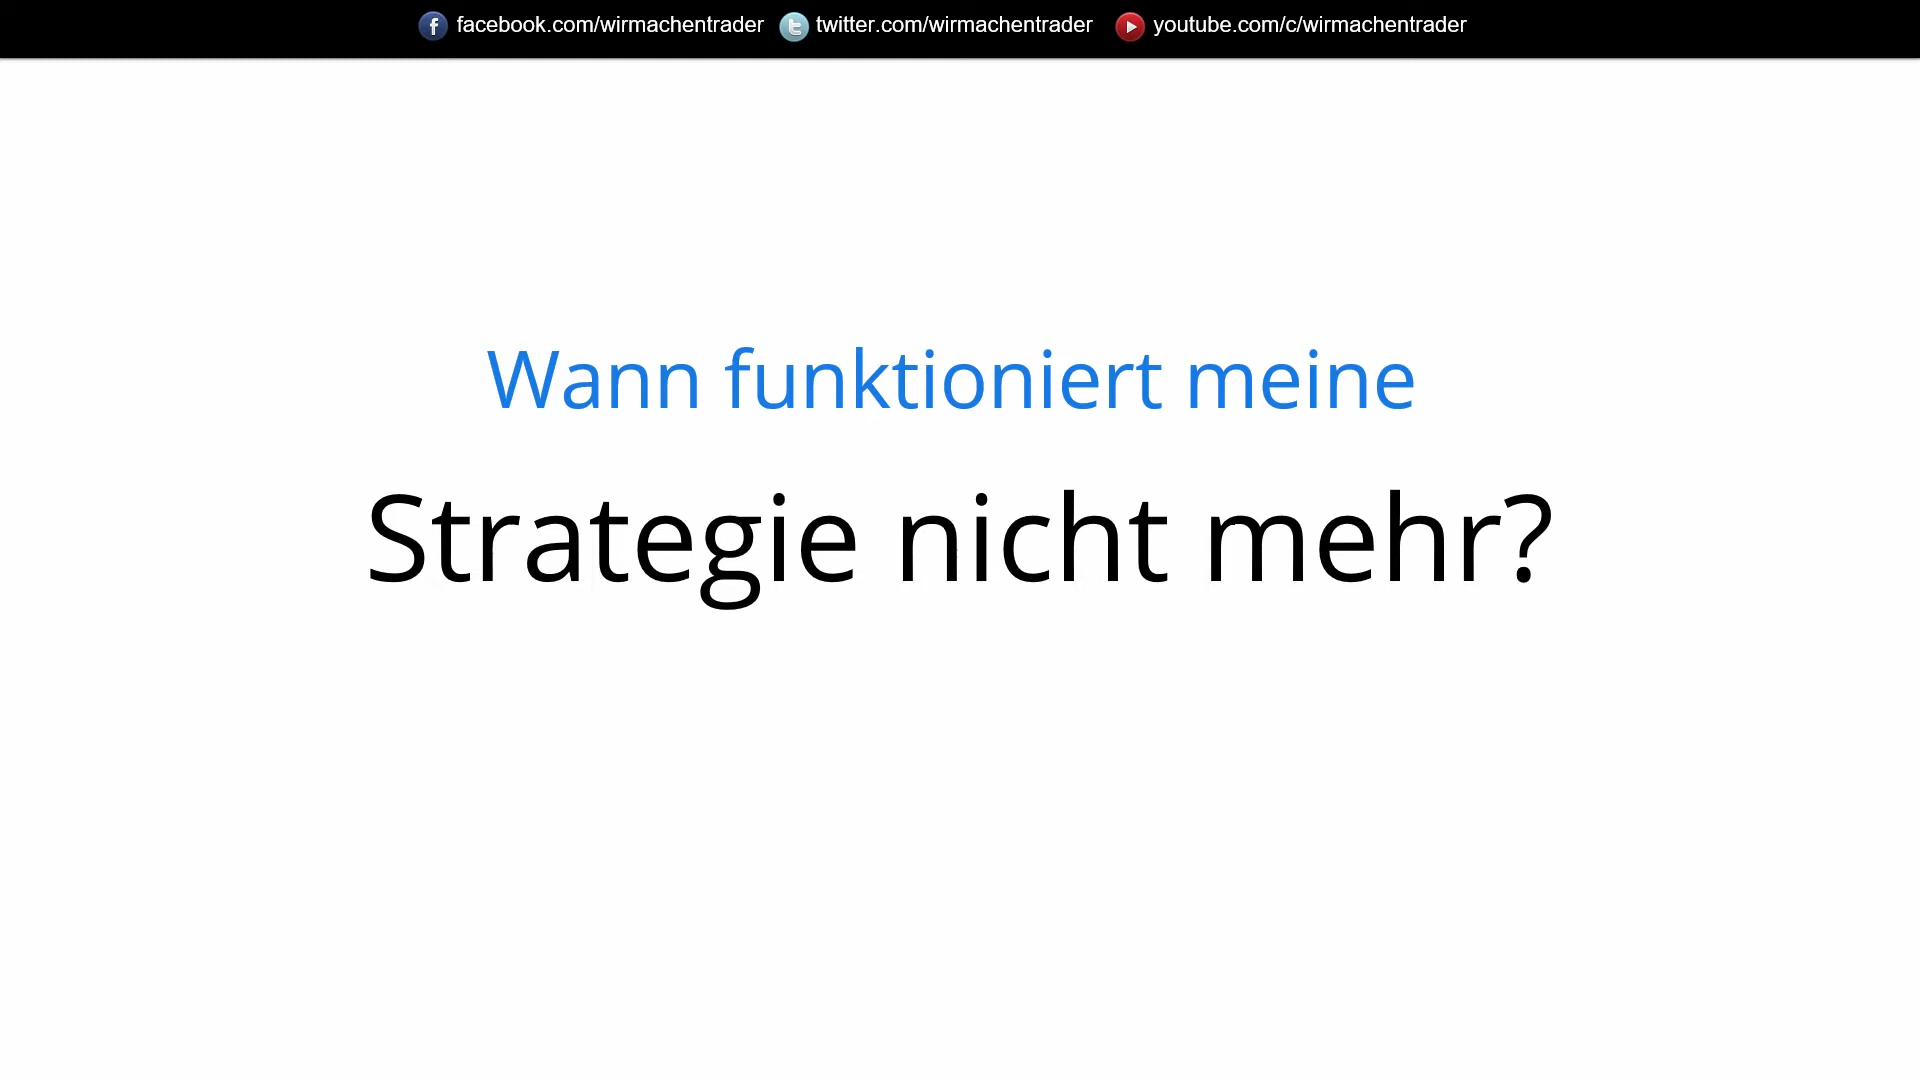 facebook.com/wirmachentrader twitter.com/wirmachentrader youtube.com/c/wirmachentrader
Wann funktioniert meine
Strategie nicht mehr?